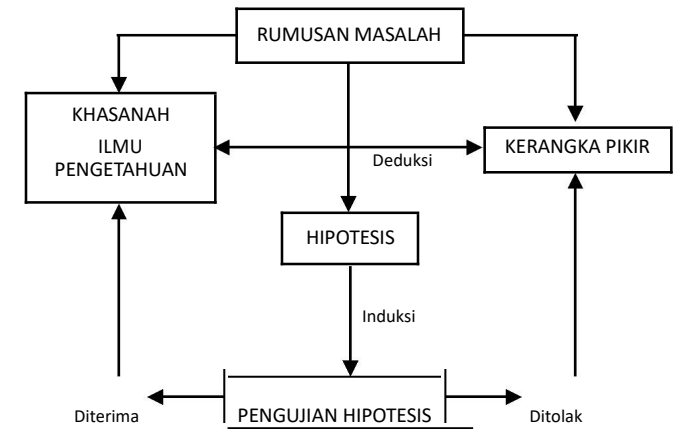 RUMUSAN MASALAH
KHASANAH
ILMU
PENGETAHUAN
KERANGKA PIKIR
Deduksi
HIPOTESIS
Induksi
Diterima
PENGUJIAN HIPOTESIS
Ditolak